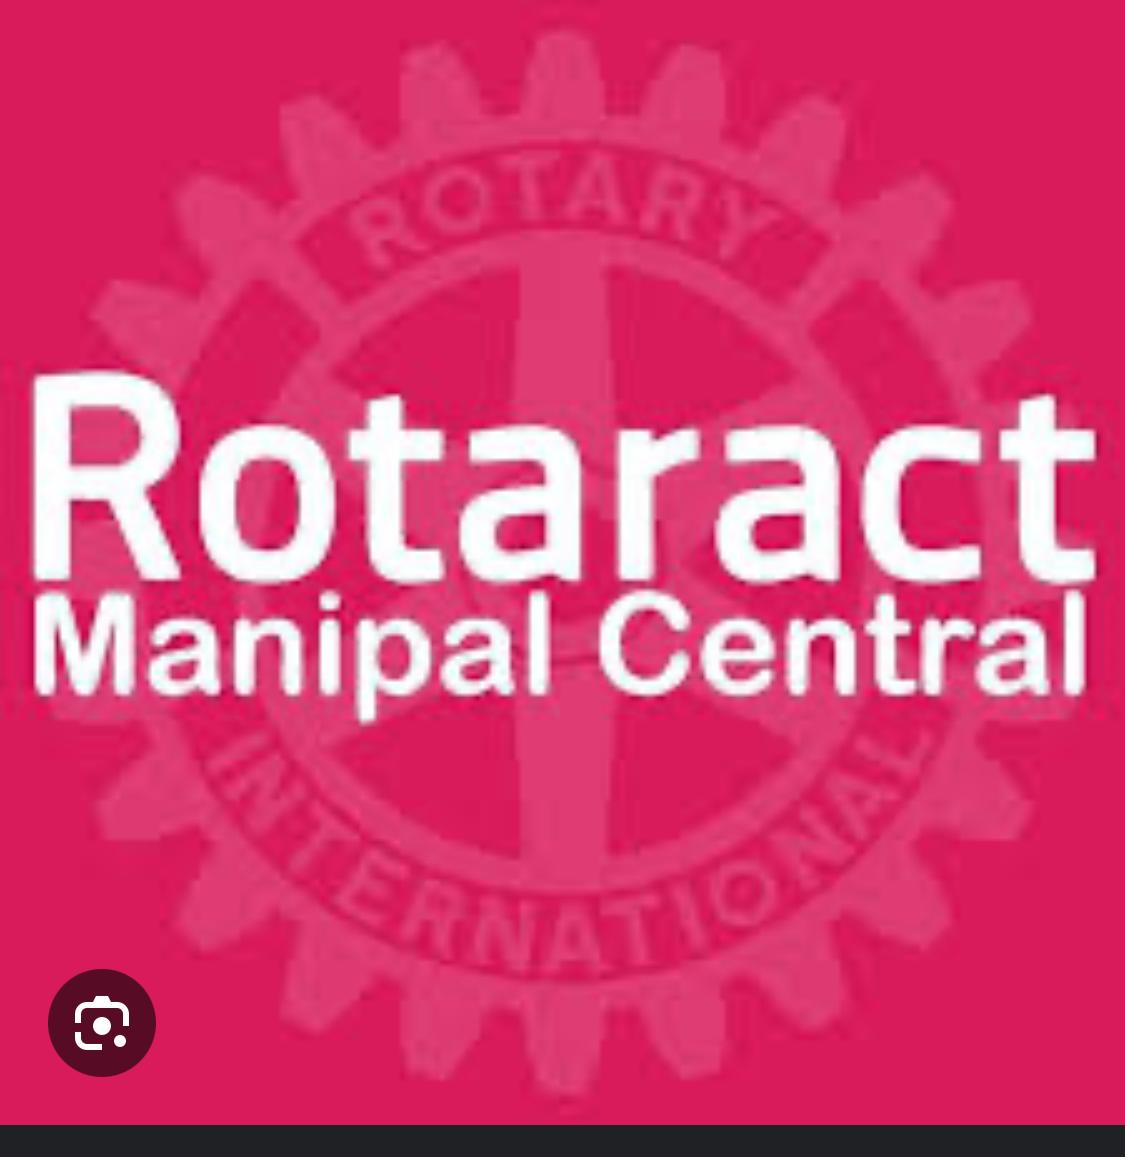 ROTARY
Rotaract
Manipal Central
INTERNATIONAL